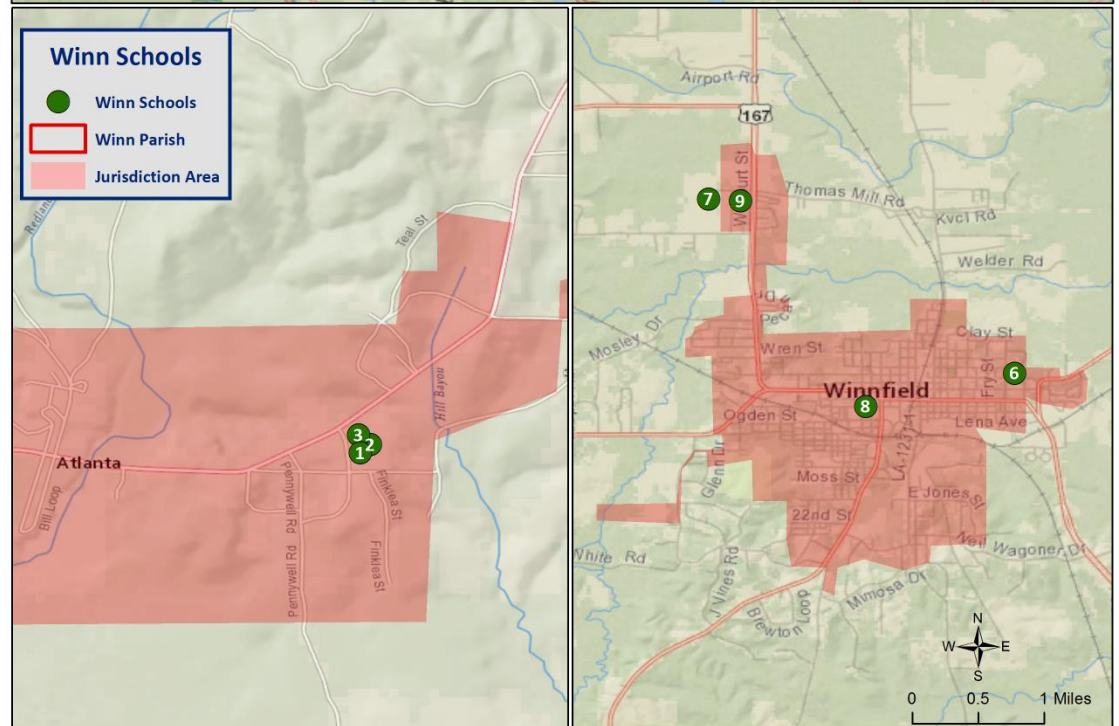 Winn Schools
Winn Schools
Winn Parish
Jurisdiction Area
Teal St
Hill Bayou
3
2
1
Atlanta
Bill Loop
Pennywell Rd
Pennywell Rd
Finklea St
Finklea St
Airport Rd
167
7
9
Thomas Mill Rd
Kvcl Rd
Welder Rd
Mosley Dr
Wren St
Clay St
Fry St
6
Winnfield
8
Ogden St
Lena Ave
Glenn Dr
Moss St
E Jones St
22nd St
White Rd
Neil Wagoner Dr
J Vines Rd
Mimosa Dr
Brewton Loop
N
W
E
S
0 0.5 1 Miles